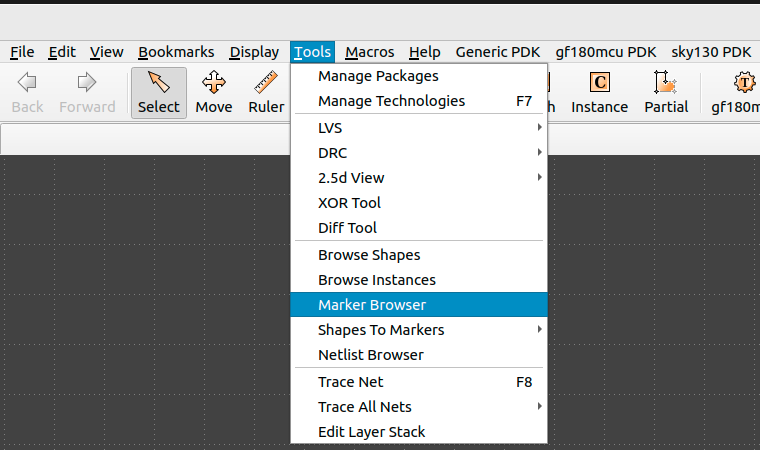 File Edit View Bookmarks Display Tools Macros Help Generic PDK gf180mcu PDK sky130 PDK
Back Forward Select Move Ruler Instance Partial
Manage Packages
Manage Technologies F7
LVS
DRC
2.5d View
XOR Tool
Diff Tool
Browse Shapes
Browse Instances
Marker Browser
Shapes To Markers
Netlist Browser
Trace Net F8
Trace All Nets
Edit Layer Stack